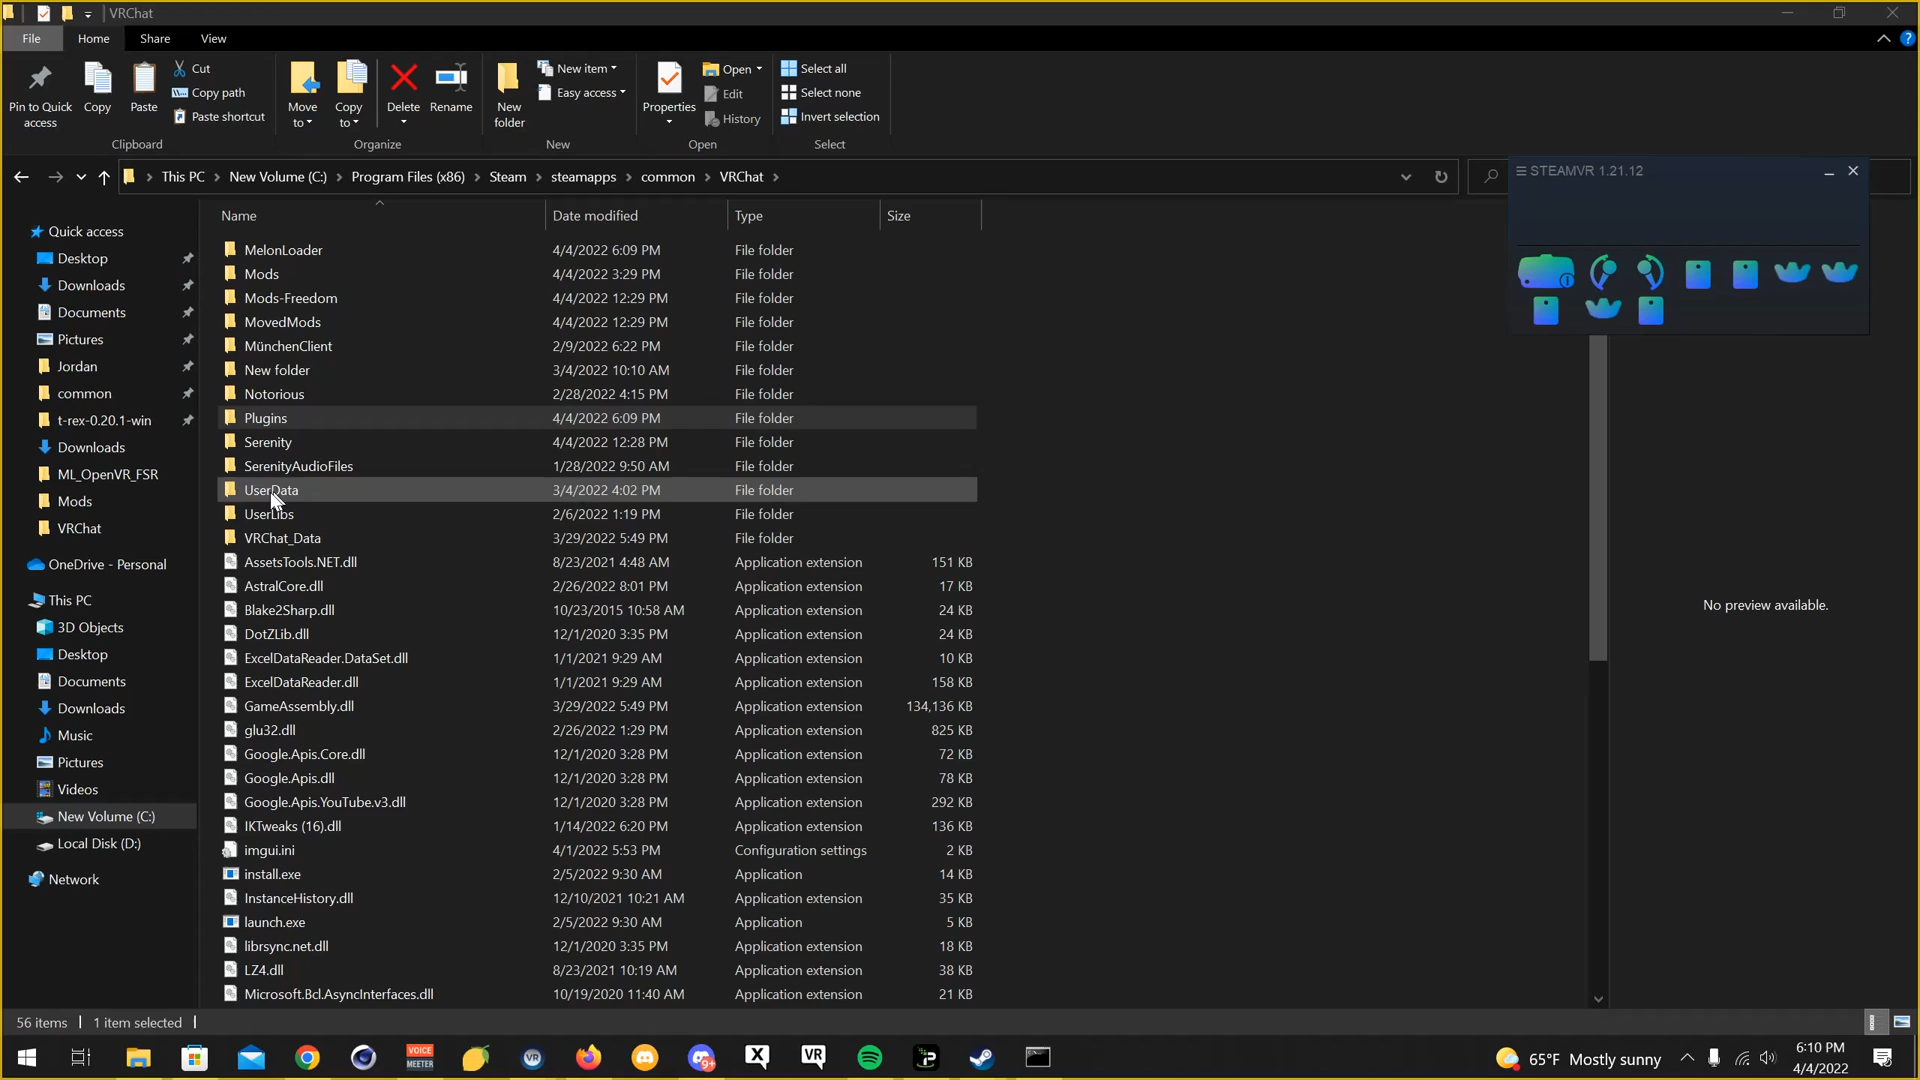 VRChat
File Home Share View
Pin to Quick access
Copy
Paste
Cut
Copy path
Paste shortcut
Clipboard
Move to
Copy to
Delete
Rename
Organize
New folder
New item
Easy access
New
Properties
Open
Edit
History
Open
Select all
Select none
Invert selection
Select
This PC > New Volume (C:) > Program Files (x86) > Steam > steamapps > common > VRChat >
STEAMVR 1.21.12
Quick access
Desktop
Downloads
Documents
Pictures
Jordan
common
t-rex-0.20.1-win
Downloads
ML_OpenVR_FSR
Mods
VRChat
OneDrive - Personal
This PC
3D Objects
Desktop
Documents
Downloads
Music
Pictures
Videos
New Volume (C:)
Local Disk (D:)
Network
Name Date modified Type Size
MelonLoader 4/4/2022 6:09 PM File folder
Mods 4/4/2022 3:29 PM File folder
Mods-Freedom 4/4/2022 12:29 PM File folder
MovedMods 4/4/2022 12:29 PM File folder
MünchenClient 2/9/2022 6:22 PM File folder
New folder 3/4/2022 10:10 AM File folder
Notorious 2/28/2022 4:15 PM File folder
Plugins 4/4/2022 6:09 PM File folder
Serenity 4/4/2022 12:28 PM File folder
SerenityAudioFiles 1/28/2022 9:50 AM File folder
UserData 3/4/2022 4:02 PM File folder
UserLibs 2/6/2022 1:19 PM File folder
VRChat_Data 3/29/2022 5:49 PM File folder
AssetsTools.NET.dll 8/23/2021 4:48 AM Application extension 151 KB
AstralCore.dll 2/26/2022 8:01 PM Application extension 17 KB
Blake2Sharp.dll 10/23/2015 10:58 AM Application extension 24 KB
DotZLib.dll 12/1/2020 3:35 PM Application extension 24 KB
ExcelDataReader.DataSet.dll 1/1/2021 9:29 AM Application extension 10 KB
ExcelDataReader.dll 1/1/2021 9:29 AM Application extension 158 KB
GameAssembly.dll 3/29/2022 5:49 PM Application extension 134,136 KB
glu32.dll 2/26/2022 1:29 PM Application extension 825 KB
Google.Apis.Core.dll 12/1/2020 3:28 PM Application extension 72 KB
Google.Apis.dll 12/1/2020 3:28 PM Application extension 78 KB
Google.Apis.YouTube.v3.dll 12/1/2020 3:28 PM Application extension 292 KB
IKTweaks (16).dll 1/14/2022 6:20 PM Application extension 136 KB
imgui.ini 4/1/2022 5:53 PM Configuration settings 2 KB
install.exe 2/5/2022 9:30 AM Application 14 KB
InstanceHistory.dll 12/10/2021 10:21 AM Application extension 35 KB
launch.exe 2/5/2022 9:30 AM Application 5 KB
librsync.net.dll 12/1/2020 3:35 PM Application extension 18 KB
LZ4.dll 8/23/2021 10:19 AM Application extension 38 KB
Microsoft.Bcl.AsyncInterfaces.dll 10/19/2020 11:40 AM Application extension 21 KB
No preview available.
56 items 1 item selected
VOICE MEETER
VR
9+
X
VR
65°F Mostly sunny
6:10 PM
4/4/2022